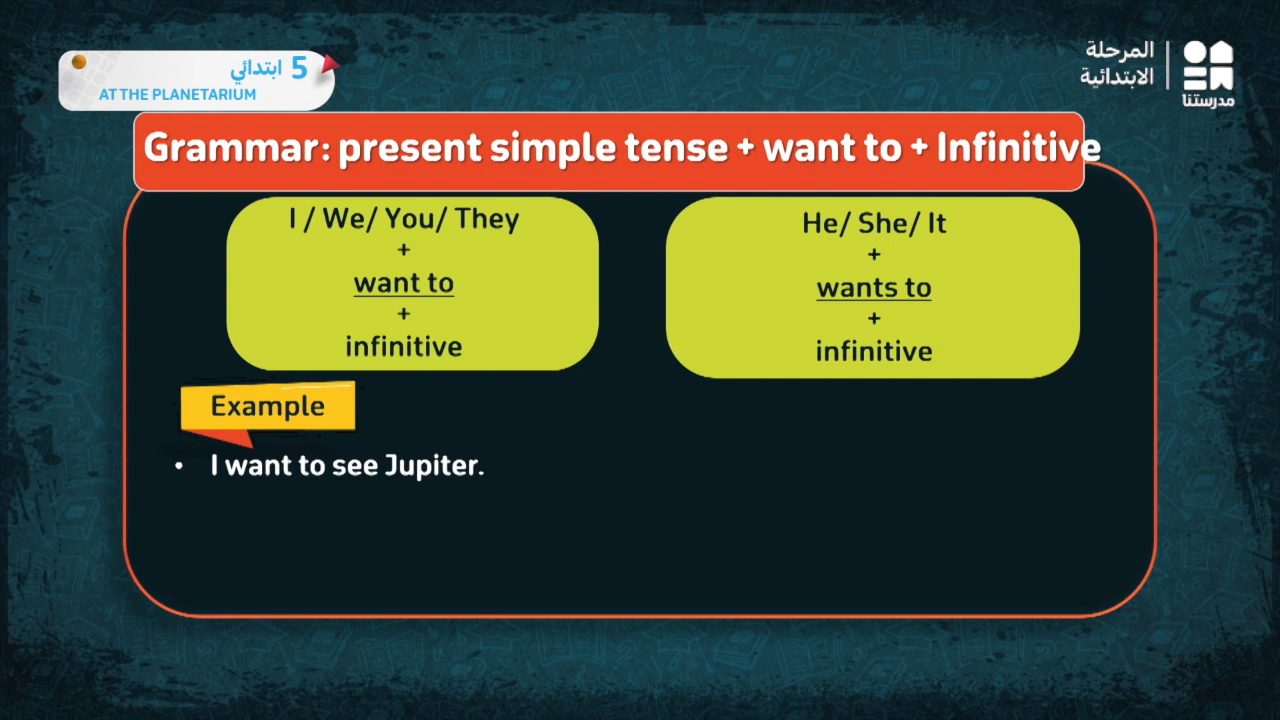 5 ابتدائي
AT THE PLANETARIUM
المرحلة
الابتدائية
مدرستنا
Grammar: present simple tense + want to + Infinitive
I / We/ You/ They
+
want to
+
infinitive
He/ She/ It
+
wants to
+
infinitive
Example
• I want to see Jupiter.